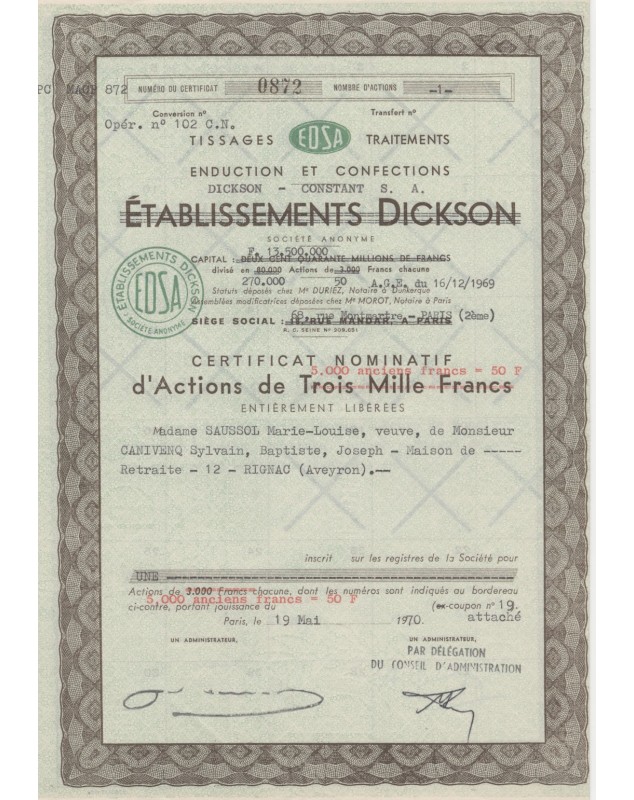 PC MACP 872 NUMÉRO DU CERTIFICAT 0872 NOMBRE D'ACTIONS —1—
Conversion nº Transfert nº
Opér. nº 102 C.N.
TISSAGES EDSA TRAITEMENTS
ENDUCTION ET CONFECTIONS
DICKSON - CONSTANT S. A.
ÉTABLISSEMENTS DICKSON
SOCIÉTÉ ANONYME
F. 13.500.000
CAPITAL : DEUX CENT QUARANTE MILLIONS DE FRANCS
divisé en 80.000 Actions de 3.000 Francs chacune
270.000 50 A.G.E. du 16/12/1969
Statuts déposés chez Me DURIEZ, Notaire à Dunkerque
Assemblées modificatrices déposées chez Me MOROT, Notaire à Paris
68, rue Montmartre - PARIS (2ème)
SIÈGE SOCIAL : RUE MANDAR, A PARIS
R. C. SEINE Nº
ÉTABLISSEMENTS DICKSON
EDSA
SOCIÉTÉ ANONYME
CERTIFICAT NOMINATIF
5.000 anciens francs = 50 F
d'Actions de Trois Mille Francs
ENTIÈREMENT LIBÉRÉES
Madame SAUSSOL Marie-Louise, veuve, de Monsieur
CANIVENQ Sylvain, Baptiste, Joseph - Maison de -----
Retraite - 12 - RIGNAC (Aveyron).--
inscrit sur les registres de la Société pour
UNE
Actions de 3.000 Francs chacune, dont les numéros sont indiqués au bordereau
5.000 anciens francs = 50 F
ci-contre, portant jouissance du (ex-coupon nº 19.
attaché
Paris, le 19 Mai 1970.
UN ADMINISTRATEUR, UN ADMINISTRATEUR,
PAR DÉLÉGATION
DU CONSEIL D'ADMINISTRATION